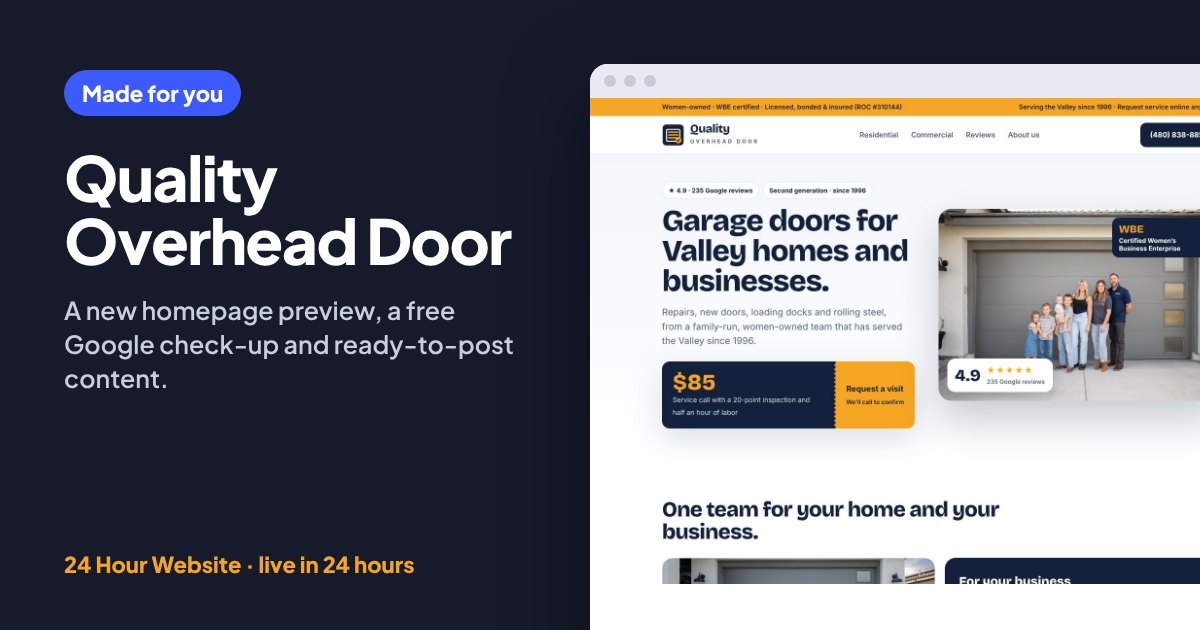 Made for you
Quality
Overhead Door
A new homepage preview, a free
Google check-up and ready-to-post
content.
24 Hour Website · live in 24 hours
Women-owned · WBE certified · Licensed, bonded & insured (ROC #310144)
Serving the Valley since 1996 · Request service online
Quality
OVERHEAD DOOR
Residential
Commercial
Reviews
About us
(480) 838-88
★ 4.9 · 235 Google reviews
Second generation · since 1996
Garage doors for
Valley homes and
businesses.
Repairs, new doors, loading docks and rolling steel,
from a family-run, women-owned team that has served
the Valley since 1996.
$85
Service call with a 20-point inspection and
half an hour of labor
Request a visit
We'll call to confirm
WBE
Certified Women's
Business Enterprise
4.9
★★★★★
235 Google reviews
One team for your home and your
business.
For your business